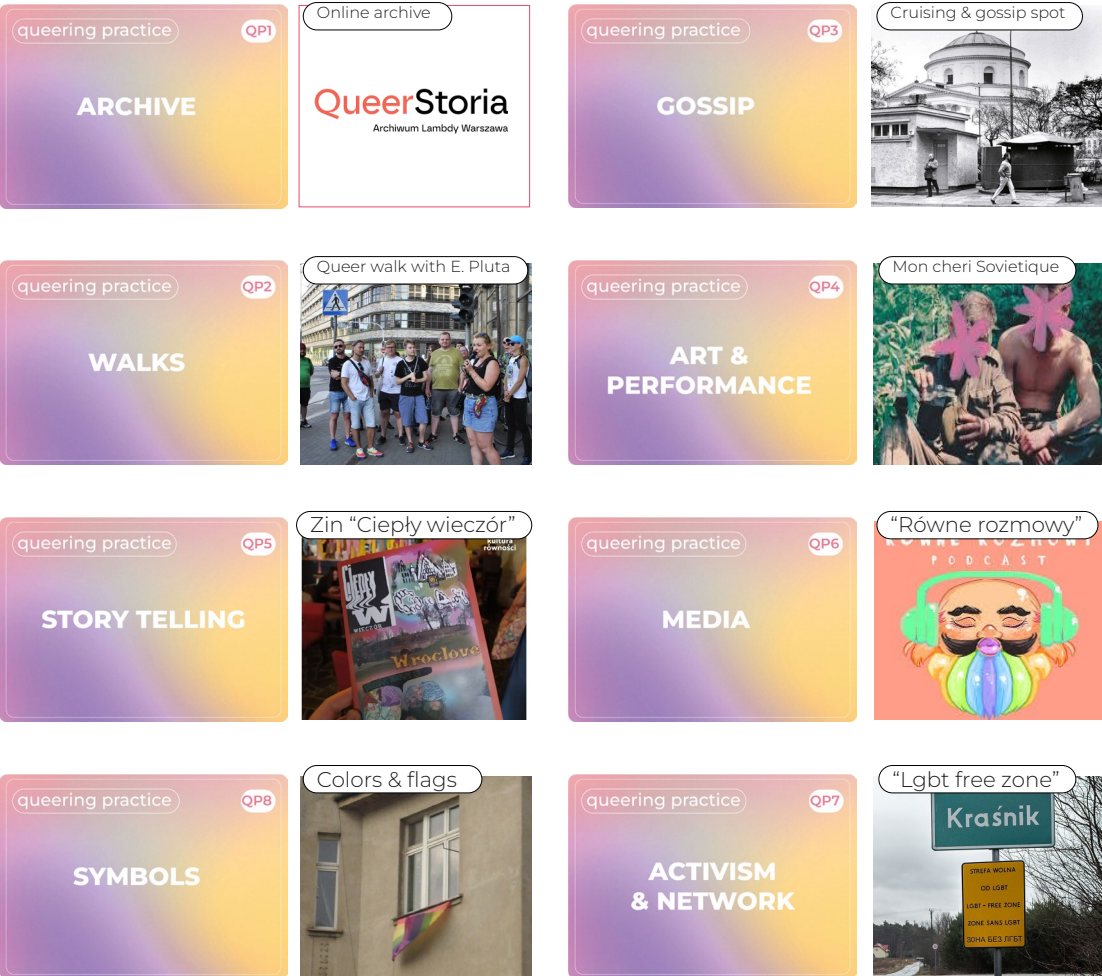 queering practice
QP1
ARCHIVE
Online archive
QueerStoria
Archiwum Lambdy Warszawa
queering practice
QP3
GOSSIP
Cruising & gossip spot
queering practice
QP2
WALKS
Queer walk with E. Pluta
queering practice
QP4
ART &
PERFORMANCE
Mon cheri Sovietique
queering practice
QP5
STORY TELLING
Zin “Ciepły wieczór”
kultura
równości
WIECZÓR
Wroclove
queering practice
QP6
MEDIA
“Równe rozmowy”
RÓWNE ROZMOWY
PODCAST
queering practice
QP8
SYMBOLS
Colors & flags
queering practice
QP7
ACTIVISM
& NETWORK
“Lgbt free zone”
Kraśnik
STREFA WOLNA
OD LGBT
LGBT - FREE ZONE
ZONE SANS LGBT
ЗОНА БЕЗ ЛГБТ